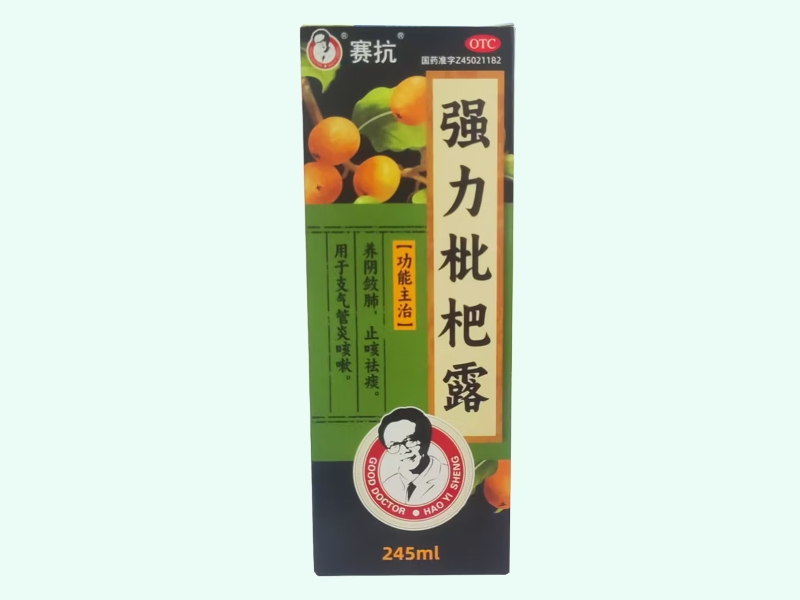 ® 赛抗®
OTC
国药准字Z45021182
强力枇杷露
【功能主治】
养阴敛肺，止咳祛痰。
用于支气管炎咳嗽。
GOOD DOCTOR • HAO YI SHENG
245ml